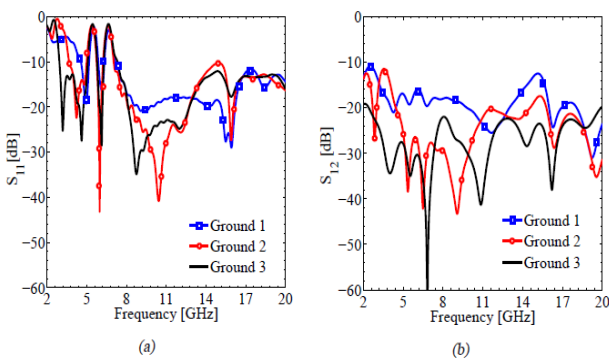 0
−10
−20
−30
−40
−50
−60
S11[dB]
2 5 8 11 14 17 20
Frequency [GHz]
Ground 1
Ground 2
Ground 3
(a)
0
−10
−20
−30
−40
−50
−60
S12[dB]
2 5 8 11 14 17 20
Frequency [GHz]
Ground 1
Ground 2
Ground 3
(b)